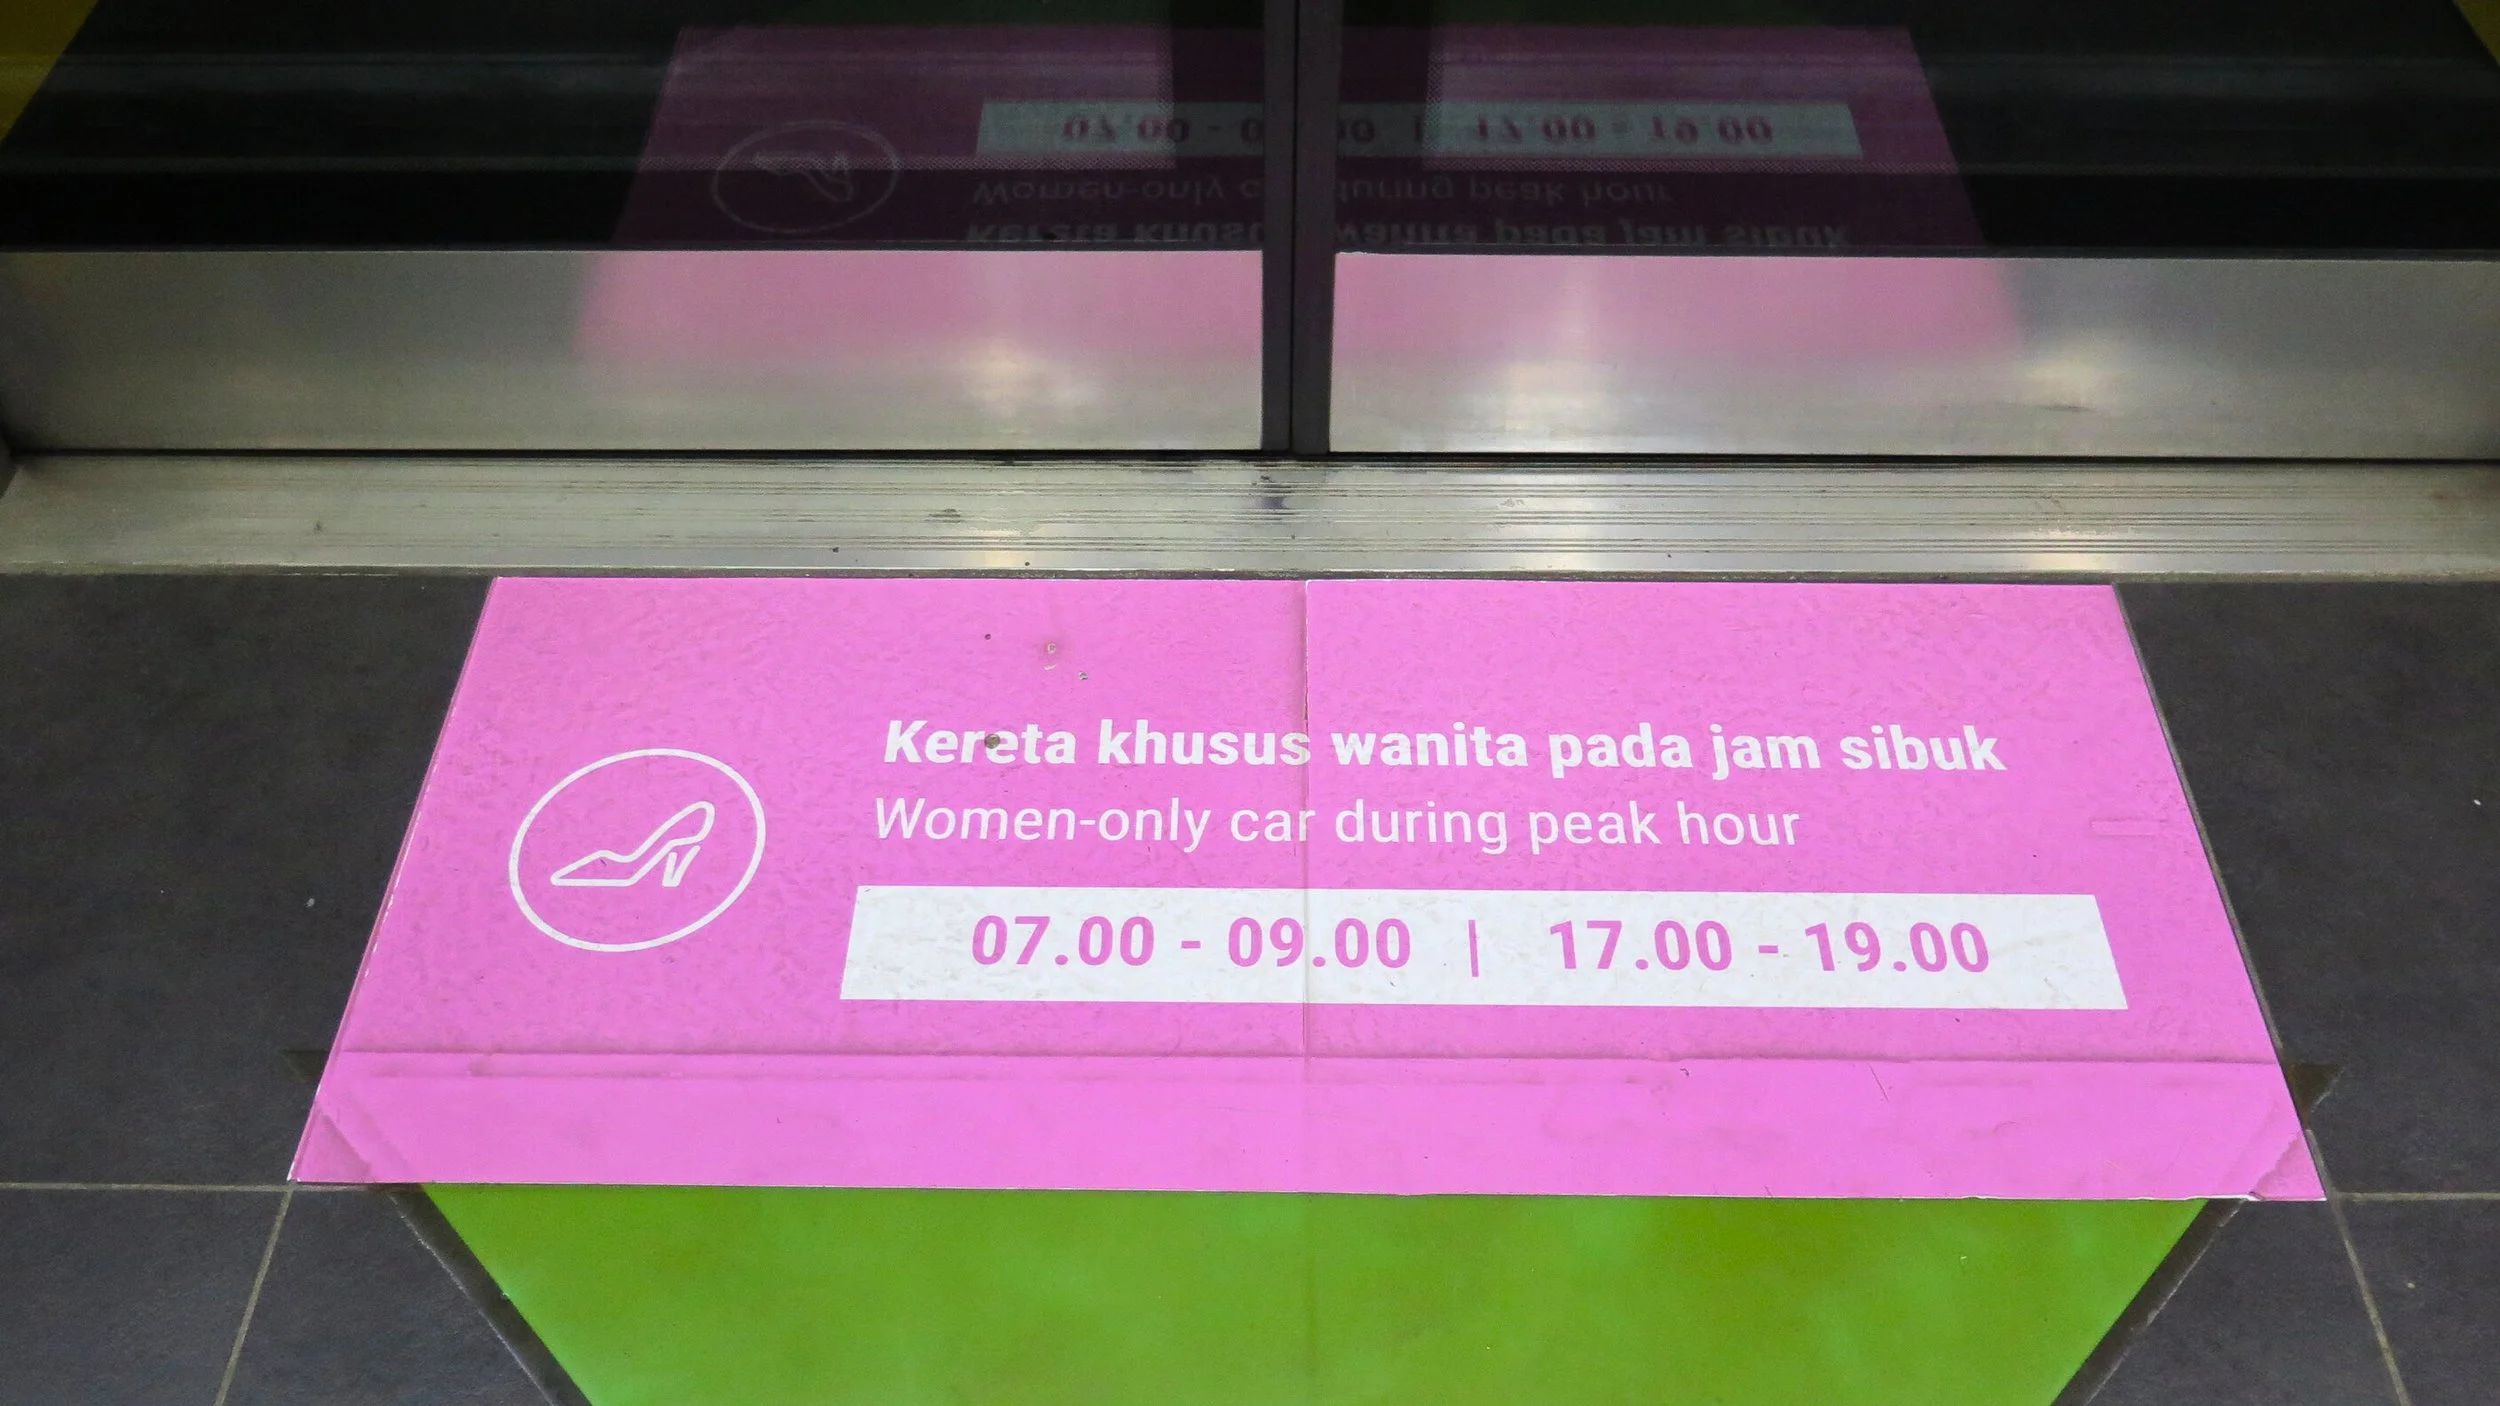 Kereta khusus wanita pada jam sibuk
Women-only car during peak hour
07.00 - 09.00 | 17.00 - 19.00